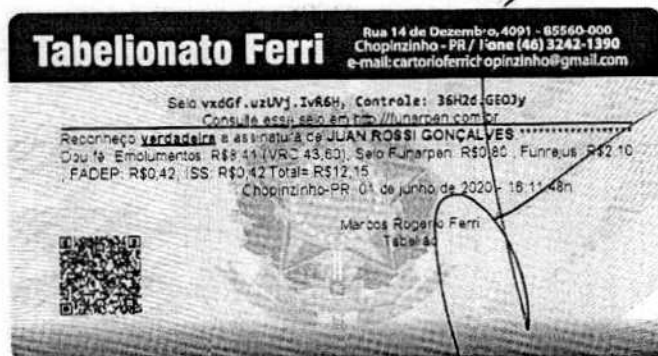 Tabelionato Ferri
Rua 14 de Dezembro, 4091 - 85560-000
Chopinzinho - PR / Fone (46) 3242-1390
e-mail: cartorioferrichopinzinho@gmail.com
Selo vxdGf.uzUVj.IvR6H, Controle: 36H2d.GEOJy
Consulte esse selo em http://funarpen.com.br
Reconheço verdadeira a assinatura de JUAN ROSSI GONÇALVES
Dou fé. Emolumentos: R$8,41 (VRC 43,60), Selo Funarpen: R$0,80, Funrejus: R$2,10
, FADEP: R$0,42, ISS: R$0,42 Total= R$12,15
Chopinzinho-PR, 01 de junho de 2020 - 16:11:48h
Marcos Rogerio Ferri
Tabelião